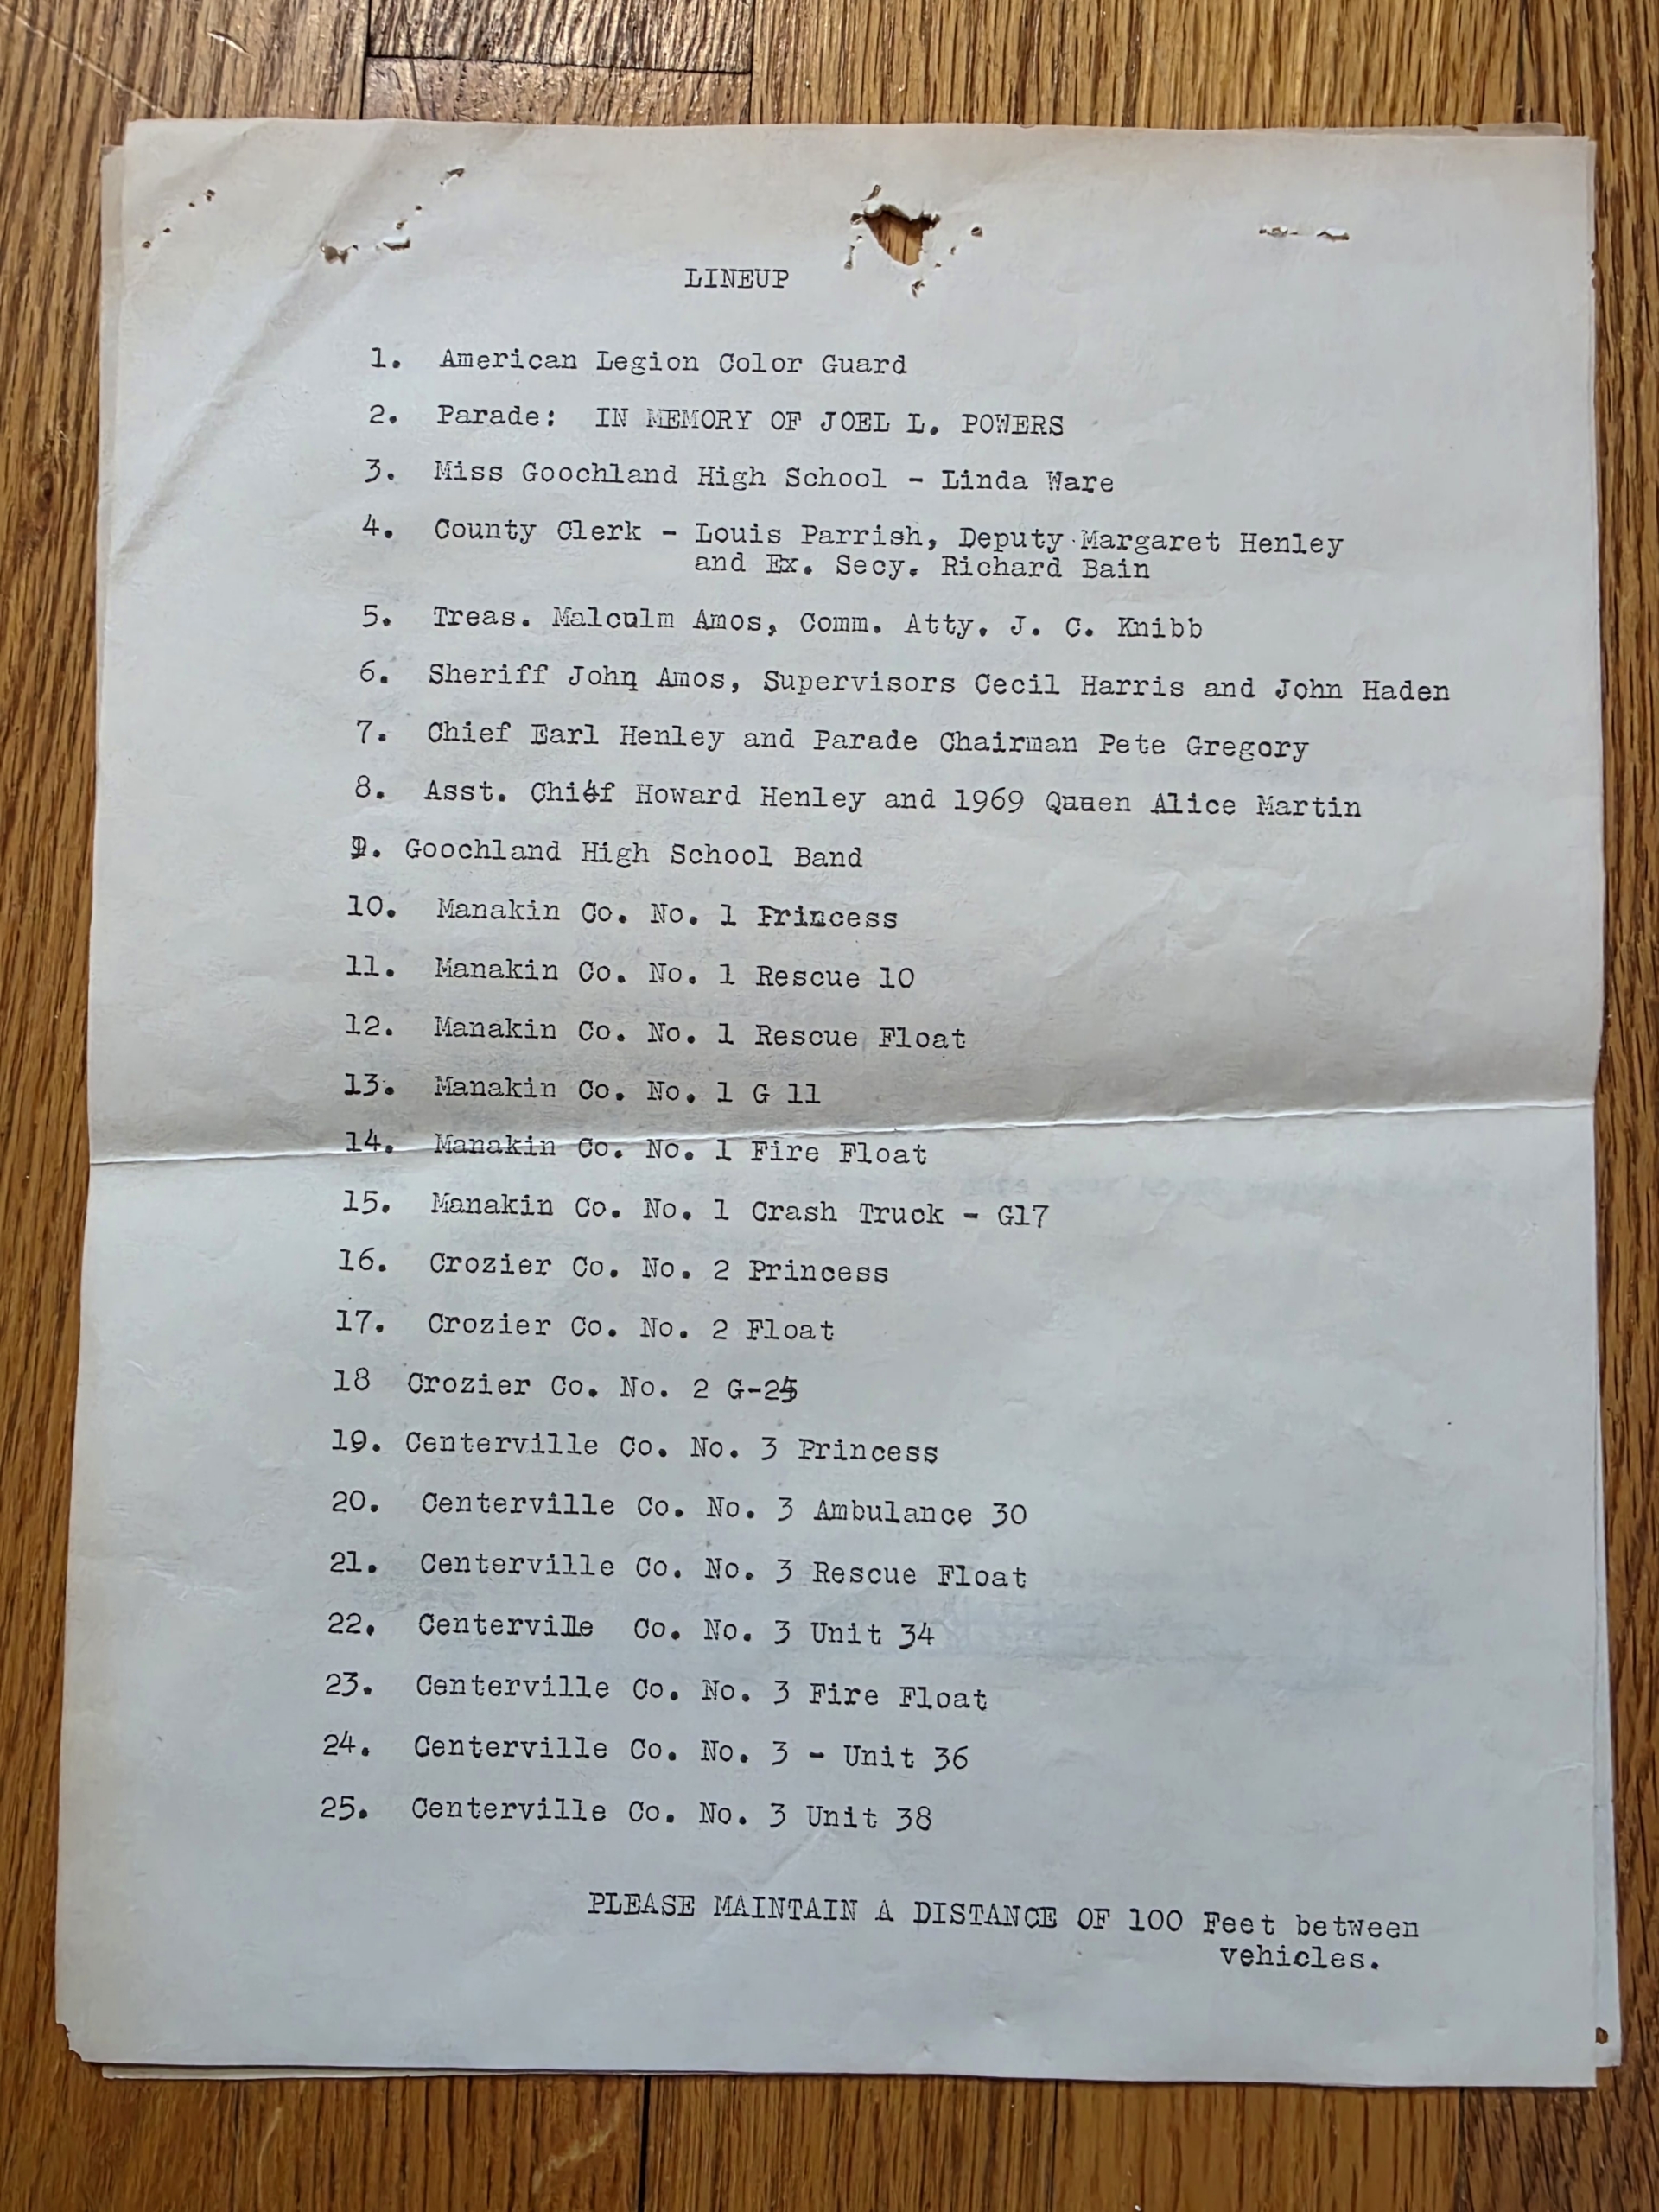 LINEUP
1. American Legion Color Guard
2. Parade: IN MEMORY OF JOEL L. POWERS
3. Miss Goochland High School - Linda Ware
4. County Clerk - Louis Parrish, Deputy Margaret Henley
and Ex. Secy. Richard Bain
5. Treas. Malculm Amos, Comm. Atty. J. C. Knibb
6. Sheriff John Amos, Supervisors Cecil Harris and John Haden
7. Chief Earl Henley and Parade Chairman Pete Gregory
8. Asst. Chief Howard Henley and 1969 Queen Alice Martin
9. Goochland High School Band
10. Manakin Co. No. 1 Princess
11. Manakin Co. No. 1 Rescue 10
12. Manakin Co. No. 1 Rescue Float
13. Manakin Co. No. 1 G 11
14. Manakin Co. No. 1 Fire Float
15. Manakin Co. No. 1 Crash Truck - G17
16. Crozier Co. No. 2 Princess
17. Crozier Co. No. 2 Float
18 Crozier Co. No. 2
19. Centerville Co. No. 3 Princess
20. Centerville Co. No. 3 Ambulance 30
21. Centerville Co. No. 3 Rescue Float
22. Centerville Co. No. 3 Unit 34
23. Centerville Co. No. 3 Fire Float
24. Centerville Co. No. 3 - Unit 36
25. Centerville Co. No. 3 Unit 38
PLEASE MAINTAIN A DISTANCE OF 100 Feet between
vehicles.